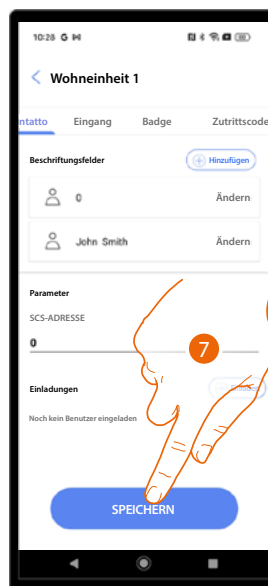 10:28 G
Wohneinheit 1
ntatto Eingang Badge Zutrittscode
Beschriftungsfelder Hinzufügen
0 Ändern
John Smith Ändern
Parameter
SCS-ADRESSE
0
7
Einladungen
Noch kein Benutzer eingeladen
SPEICHERN